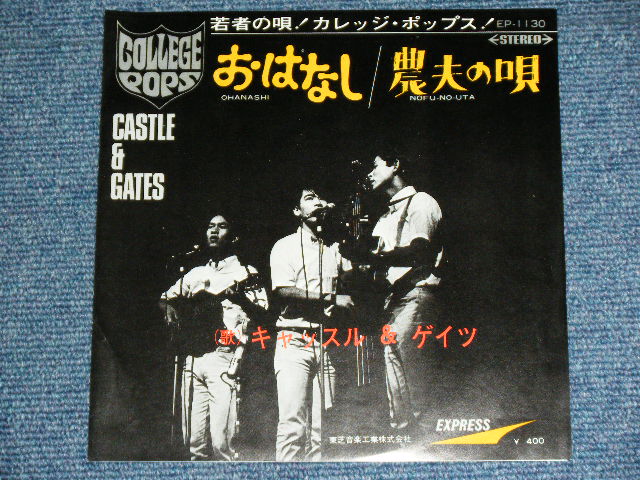 COLLEGE
POPS
若者の唄!カレッジ・ポップス!
EP-1130
STEREO
おはなし/農夫の唄
OHANASHI
NOFU-NO-UTA
CASTLE
&
GATES
(歌)キャッスル & ゲイツ
EXPRESS
東芝音楽工業株式会社
¥ 400